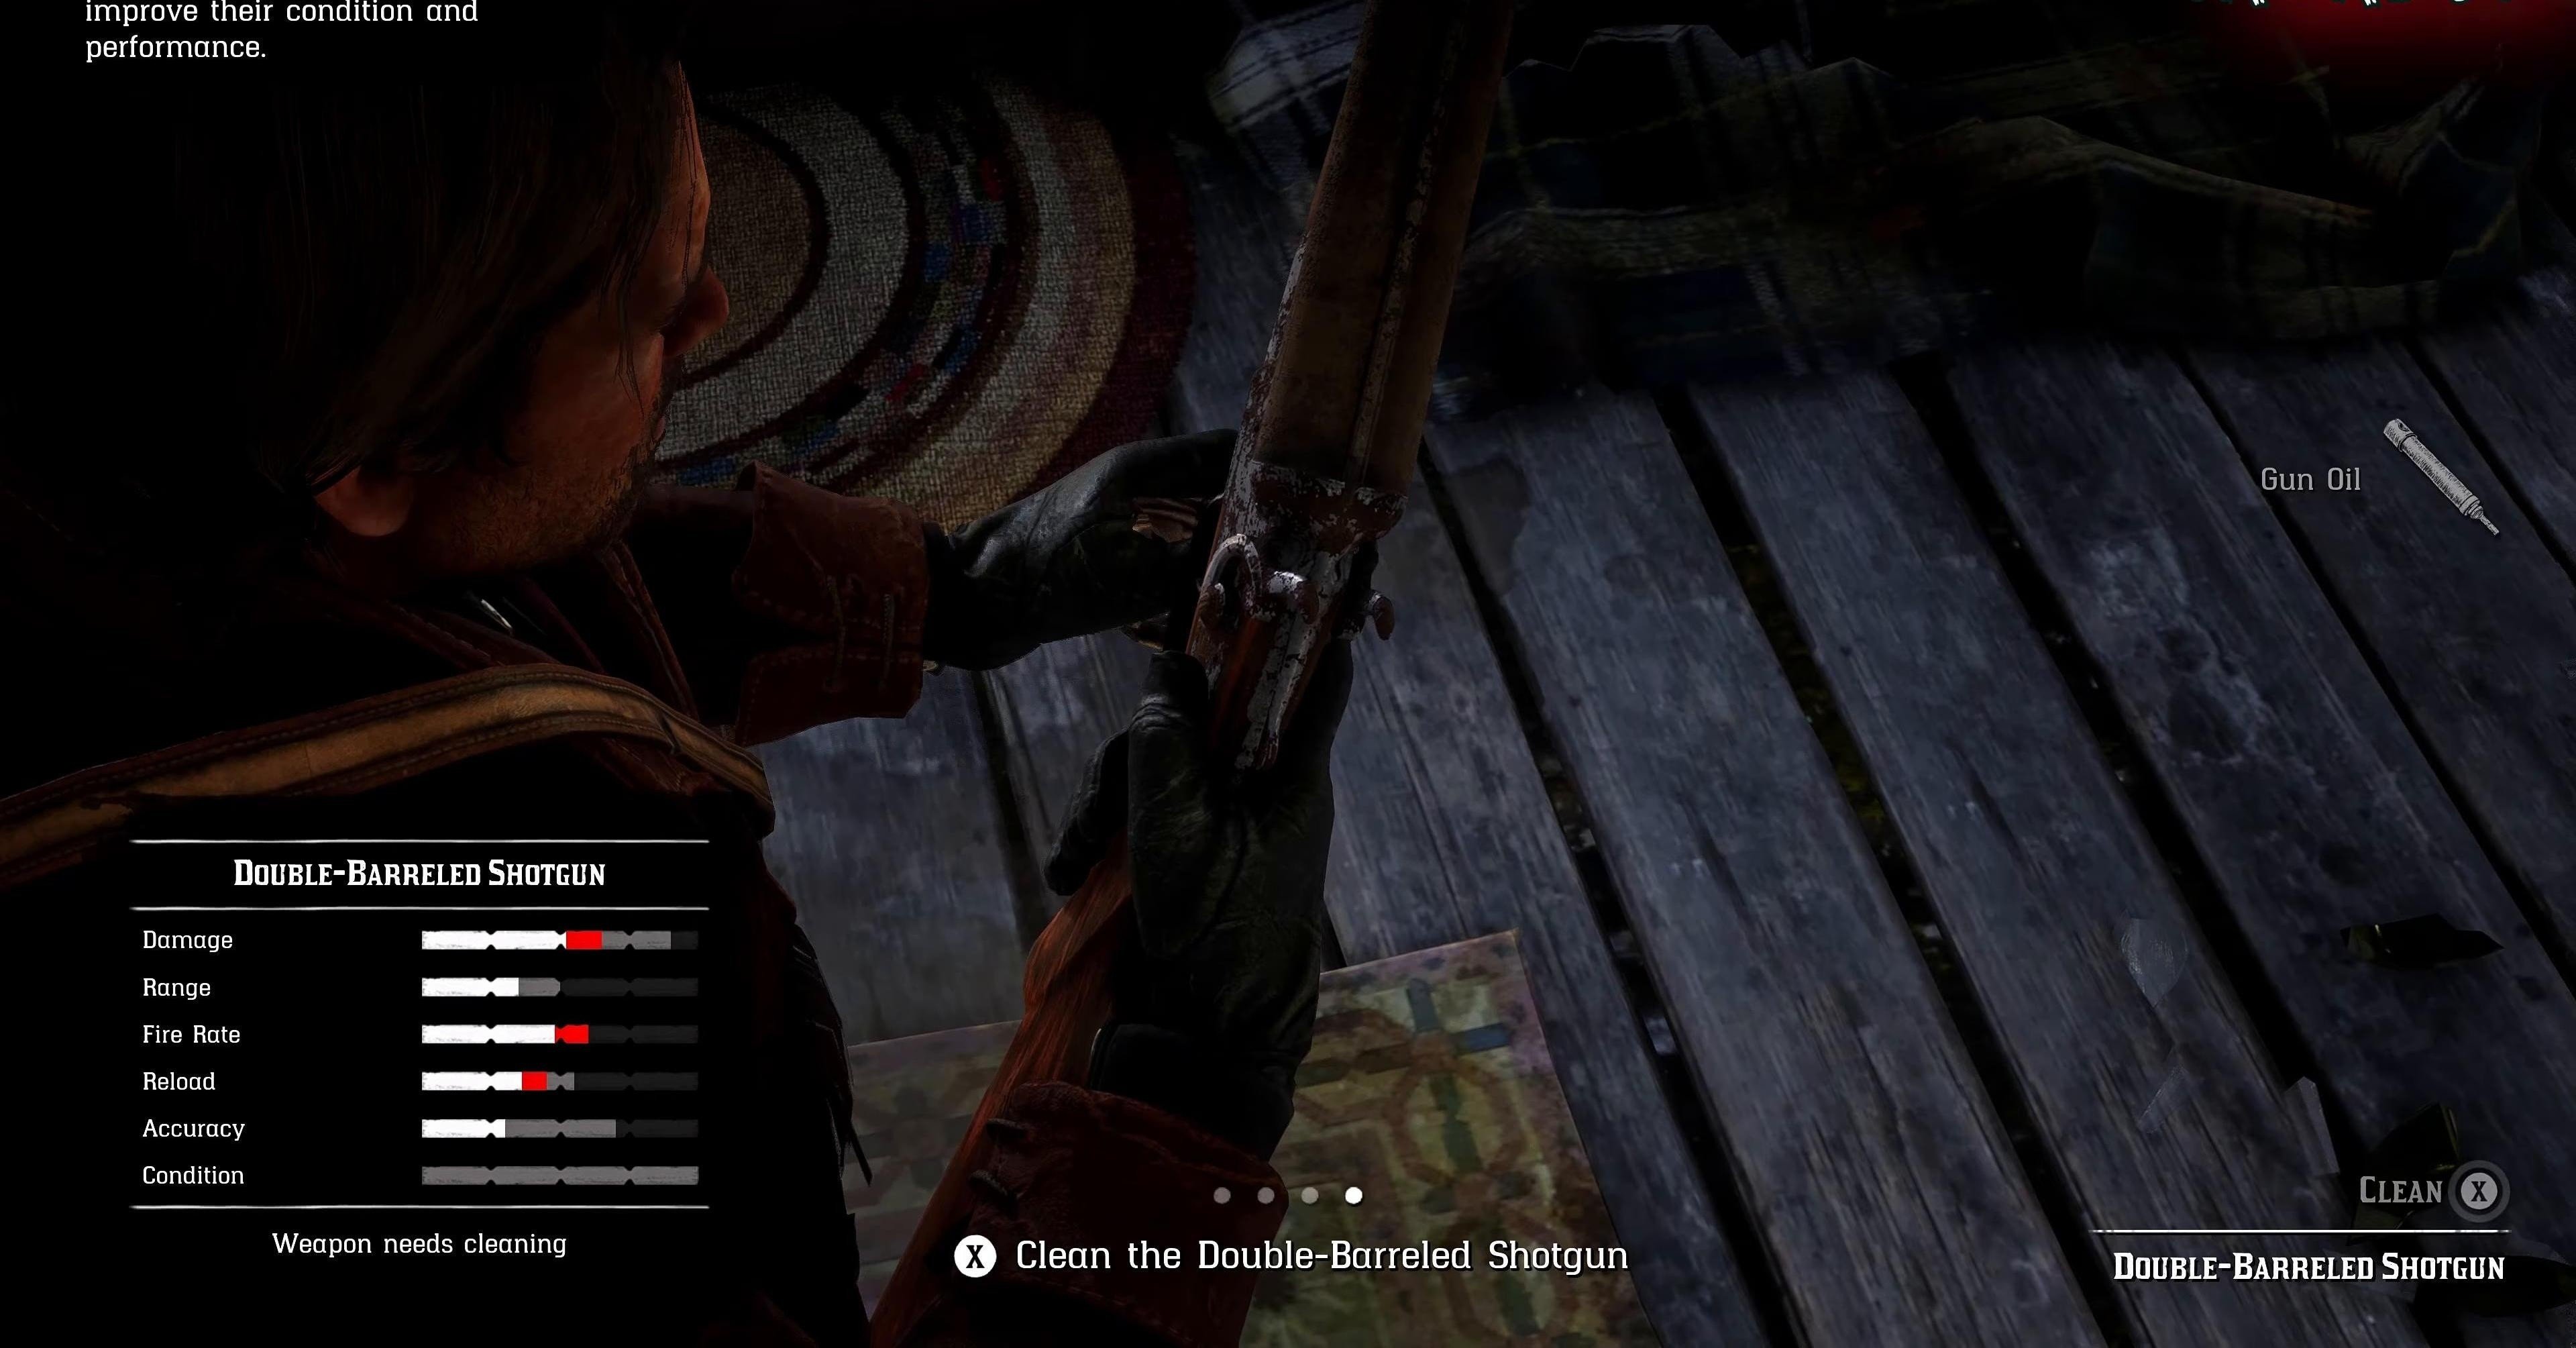 improve their condition and
performance.
Gun Oil
DOUBLE-BARRELED SHOTGUN
Damage
Range
Fire Rate
Reload
Accuracy
Condition
Weapon needs cleaning
X Clean the Double-Barreled Shotgun
CLEAN X
DOUBLE-BARRELED SHOTGUN